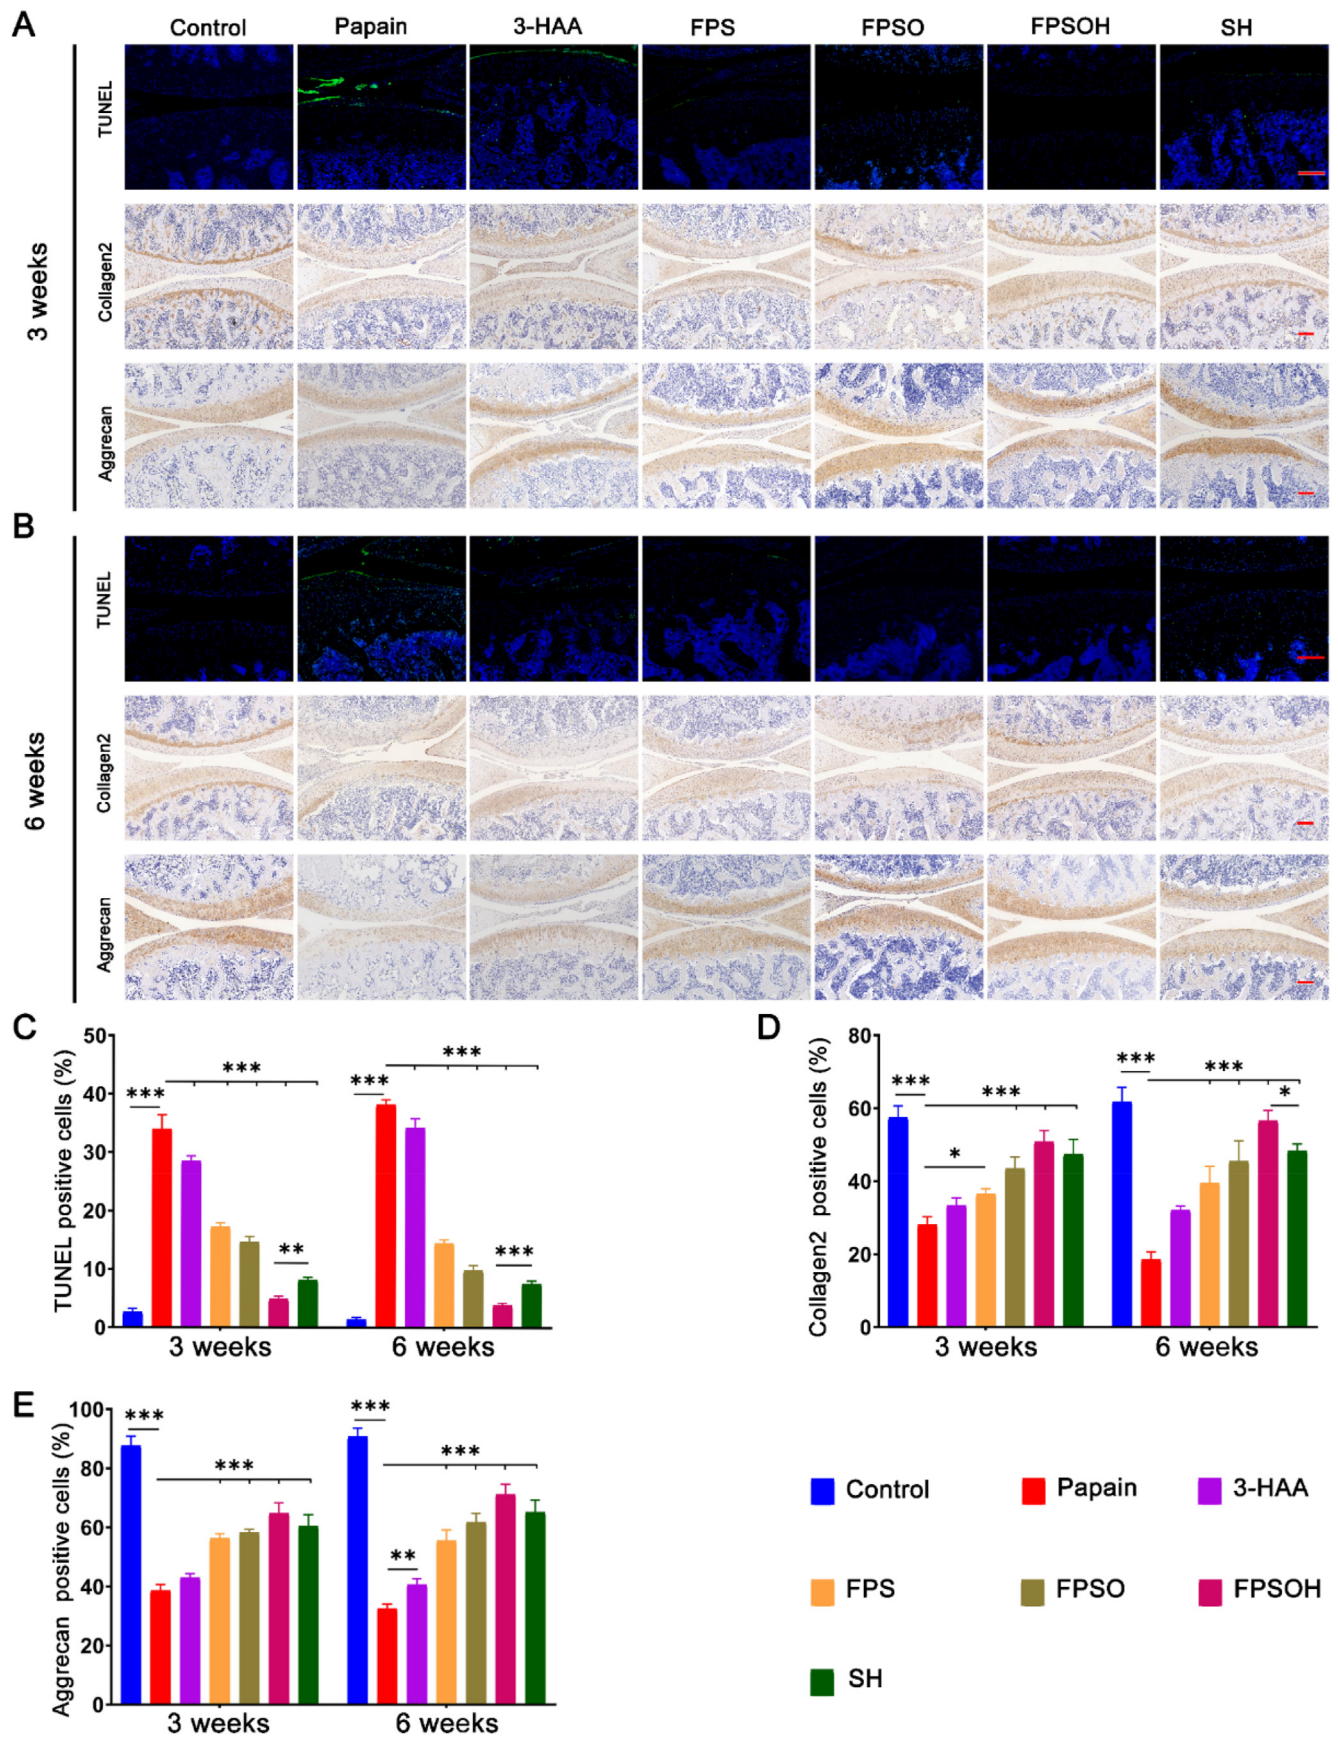 A
Control Papain 3-HAA FPS FPSO FPSOH SH
3 weeks
TUNEL
Collagen2
Aggrecan
B
6 weeks
TUNEL
Collagen2
Aggrecan
C
TUNEL positive cells (%)
50
40
30
20
10
0
*** *** ** *** *** ***
3 weeks 6 weeks
D
Collagen2 positive cells (%)
80
60
40
20
0
*** * *** *** *** *
3 weeks 6 weeks
E
Aggrecan positive cells (%)
100
80
60
40
20
0
*** *** *** ** ***
3 weeks 6 weeks
Control Papain 3-HAA
FPS FPSO FPSOH
SH